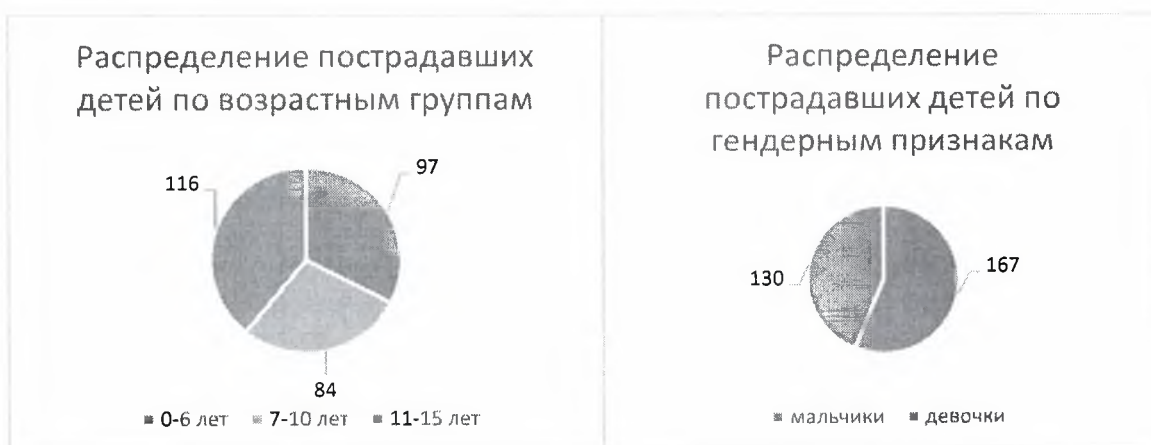 Распределение пострадавших
детей по возрастным группам
116
97
84
0-6 лет 7-10 лет 11-15 лет
Распределение
пострадавших детей по
гендерным признакам
130
167
мальчики девочки